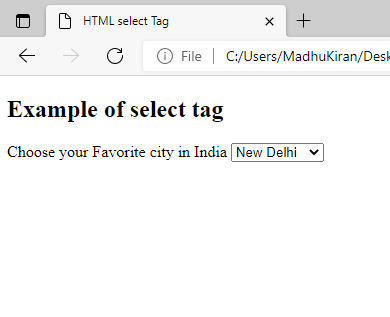 HTML select Tag
File
C:/Users/MadhuKiran/Desk
Example of select tag
Choose your Favorite city in India New Delhi